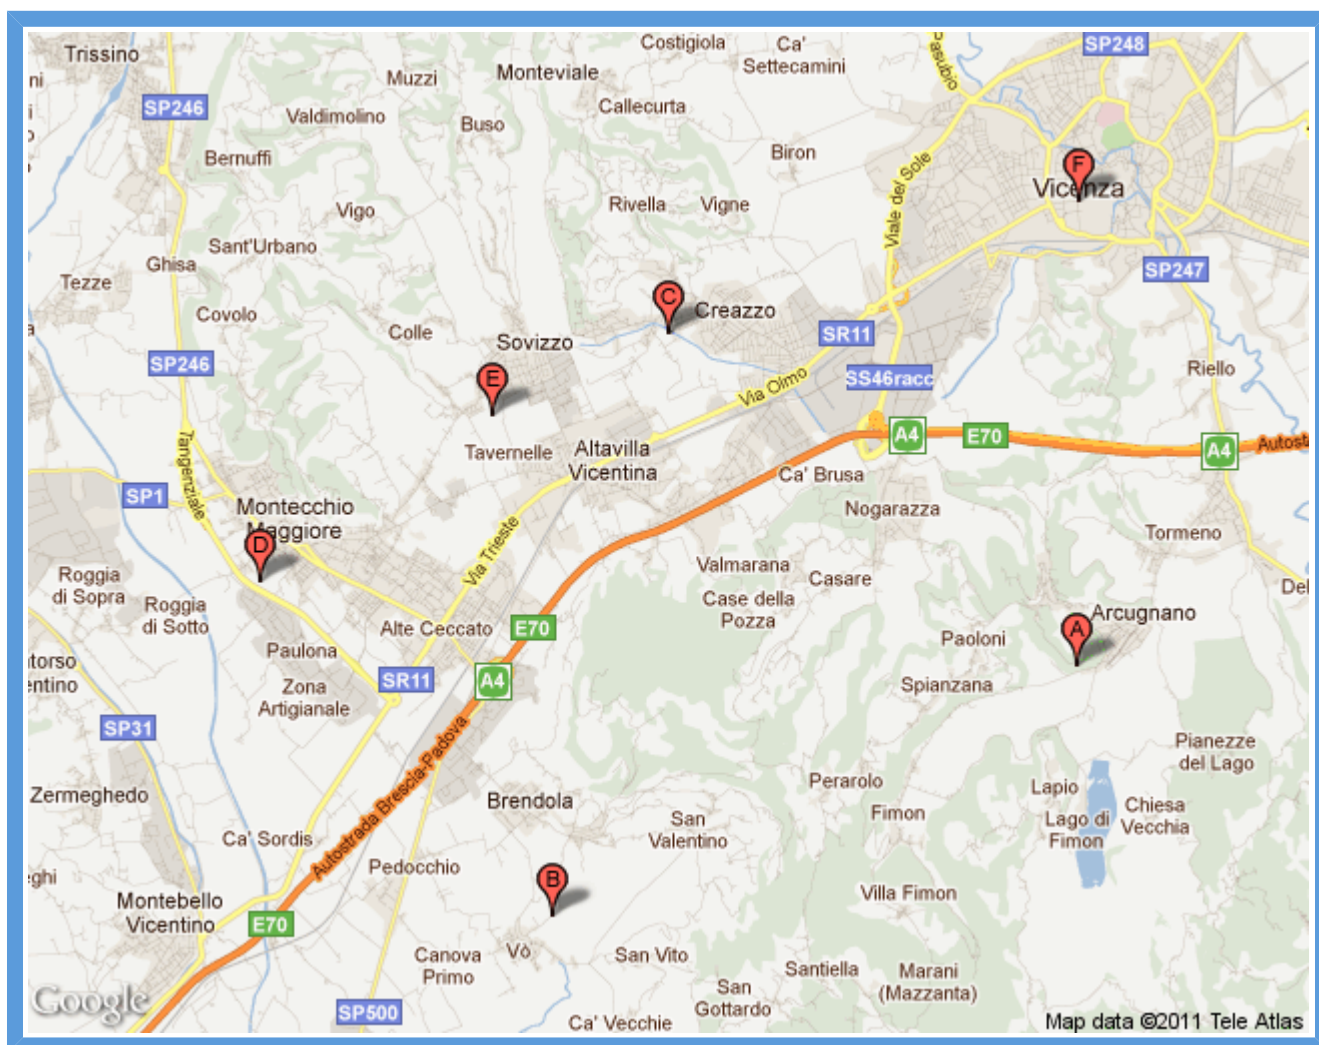 Costigiola
Ca'
Settecamini
SP248
Trissino
Monteviale
Muzzi
ni
Callecurta
SP246
Valdimolino
Buso
Bernuffi
Biron
Viale del Sole
F
Vicenza
Rivella
Vigne
Vigo
Sant'Urbano
Ghisa
SP247
Tezze
C
Creazzo
Covolo
Colle
Sovizzo
SR11
SP246
E
Via Olmo
SS46racc
Riello
A4
E70
A4
Tangenziale
Tavernelle
Altavilla
Vicentina
Ca' Brusa
SP1
Montecchio
Maggiore
Nogarazza
Tormeno
D
Via Trieste
Valmarana
Casare
Roggia
di Sopra
Case della
Pozza
Roggia
di Sotto
Arcugnano
A
Alte Ceccato
E70
Paoloni
Paulona
SR11
A4
Spianzana
Zona
Artigianale
SP31
Autostrada Brescia-Padova
Pianezze
del Lago
Zermeghedo
Brendola
Perarolo
Lapio
Fimon
Lago di
Fimon
Chiesa
Vecchia
San
Valentino
Ca' Sordis
Pedocchio
B
Villa Fimon
Montebello
Vicentino
E70
Canova
Primo
Vò
San Vito
Santiella
Marani
(Mazzanta)
San
Gottardo
Google
SP500
Ca' Vecchie
Map data ©2011 Tele Atlas